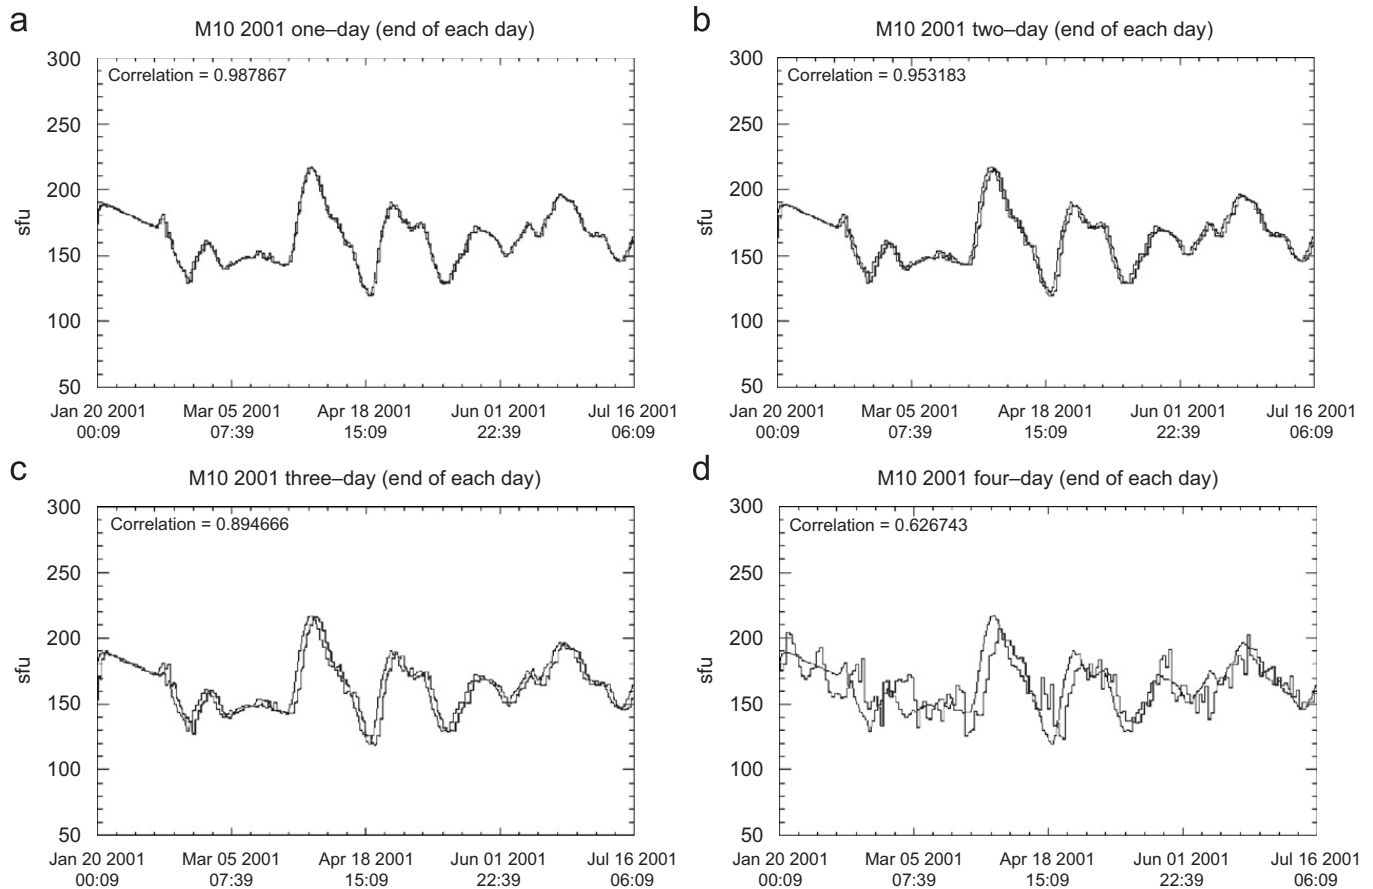 a
M10 2001 one–day (end of each day)
Correlation = 0.987867
300
250
200
150
100
50
sfu
Jan 20 2001 Mar 05 2001 Apr 18 2001 Jun 01 2001 Jul 16 2001
00:09 07:39 15:09 22:39 06:09
b
M10 2001 two–day (end of each day)
Correlation = 0.953183
300
250
200
150
100
50
sfu
Jan 20 2001 Mar 05 2001 Apr 18 2001 Jun 01 2001 Jul 16 2001
00:09 07:39 15:09 22:39 06:09
c
M10 2001 three–day (end of each day)
Correlation = 0.894666
300
250
200
150
100
50
sfu
Jan 20 2001 Mar 05 2001 Apr 18 2001 Jun 01 2001 Jul 16 2001
00:09 07:39 15:09 22:39 06:09
d
M10 2001 four–day (end of each day)
Correlation = 0.626743
300
250
200
150
100
50
sfu
Jan 20 2001 Mar 05 2001 Apr 18 2001 Jun 01 2001 Jul 16 2001
00:09 07:39 15:09 22:39 06:09